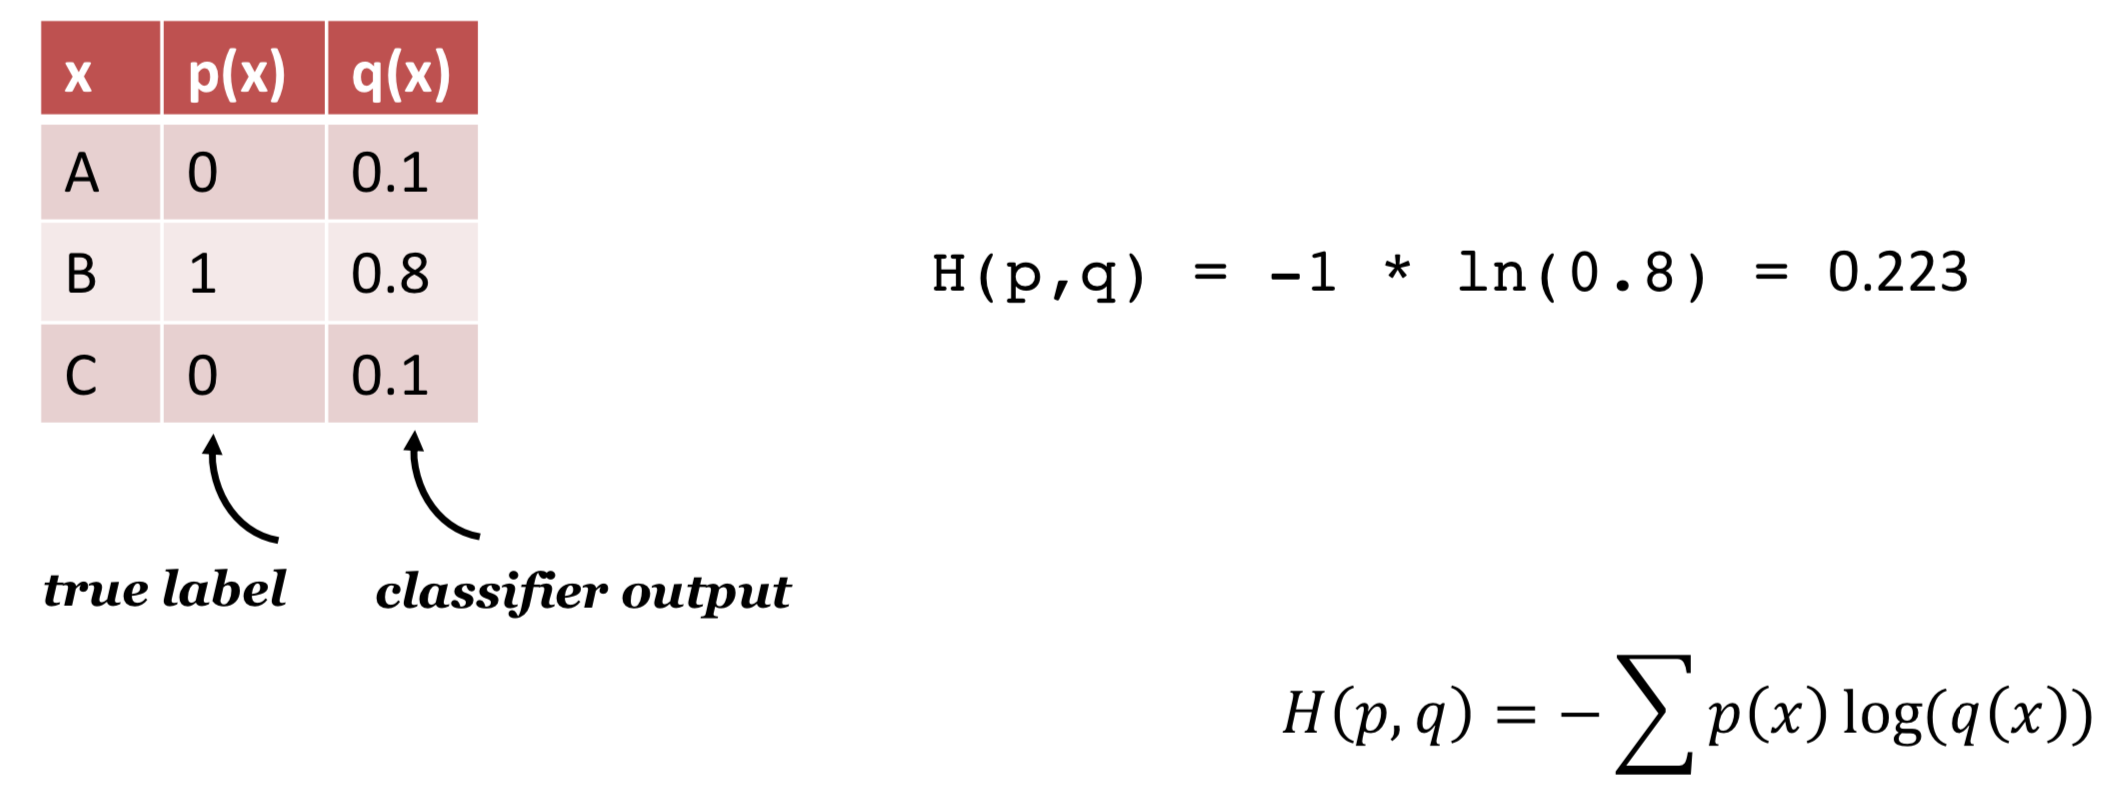 x p(x) q(x)
A 0 0.1
B 1 0.8
C 0 0.1
true label
classifier output
H(p,q) = -1 * ln(0.8) = 0.223
H(p, q) = − ∑ p(x) log(q(x))